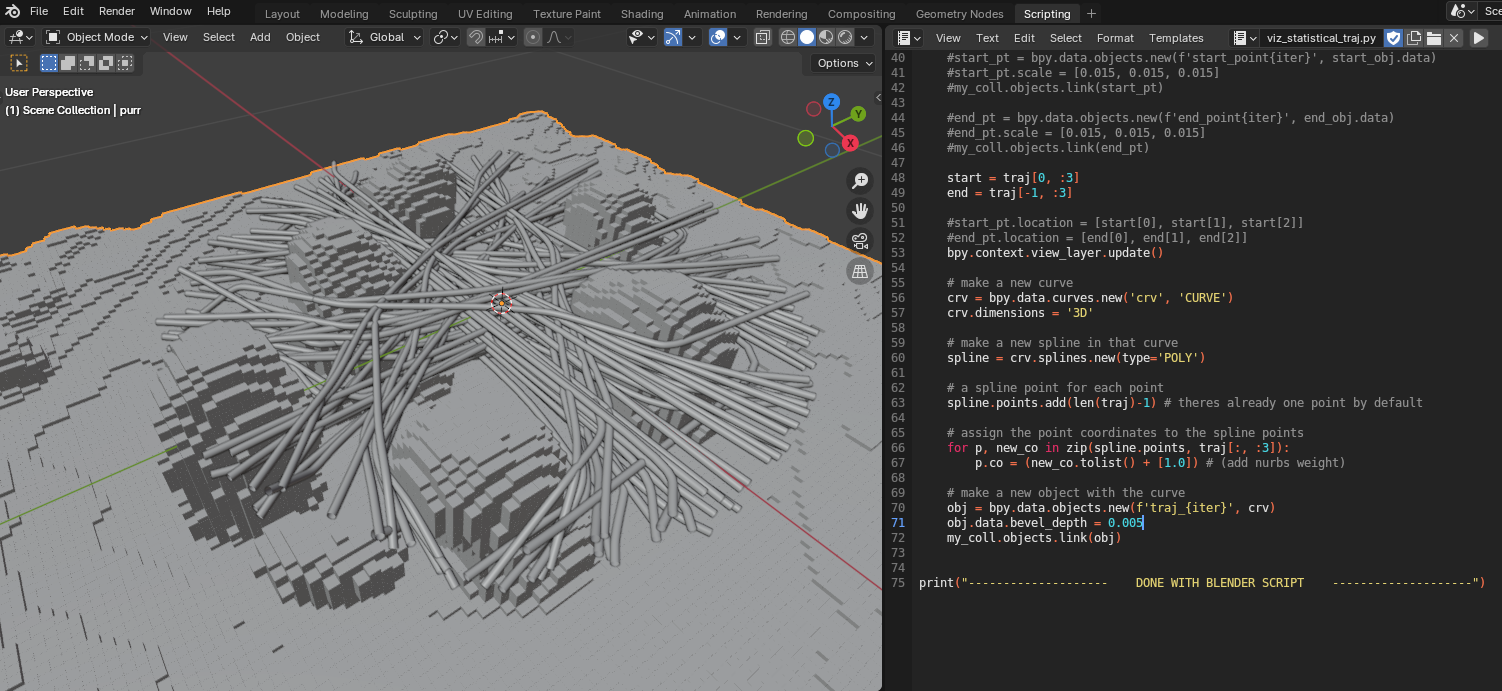 File Edit Render Window Help Layout Modeling Sculpting UV Editing Texture Paint Shading Animation Rendering Compositing Geometry Nodes Scripting + Sce
Object Mode View Select Add Object Global
Options
User Perspective
(1) Scene Collection | purr
Z
Y
X
View Text Edit Select Format Templates viz_statistical_traj.py
40 #start_pt = bpy.data.objects.new(f'start_point{iter}', start_obj.data)
41 #start_pt.scale = [0.015, 0.015, 0.015]
42 #my_coll.objects.link(start_pt)
43
44 #end_pt = bpy.data.objects.new(f'end_point{iter}', end_obj.data)
45 #end_pt.scale = [0.015, 0.015, 0.015]
46 #my_coll.objects.link(end_pt)
47
48 start = traj[0, :3]
49 end = traj[-1, :3]
50
51 #start_pt.location = [start[0], start[1], start[2]]
52 #end_pt.location = [end[0], end[1], end[2]]
53 bpy.context.view_layer.update()
54
55 # make a new curve
56 crv = bpy.data.curves.new('crv', 'CURVE')
57 crv.dimensions = '3D'
58
59 # make a new spline in that curve
60 spline = crv.splines.new(type='POLY')
61
62 # a spline point for each point
63 spline.points.add(len(traj)-1) # theres already one point by default
64
65 # assign the point coordinates to the spline points
66 for p, new_co in zip(spline.points, traj[:, :3]):
67 p.co = (new_co.tolist() + [1.0]) # (add nurbs weight)
68
69 # make a new object with the curve
70 obj = bpy.data.objects.new(f'traj_{iter}', crv)
71 obj.data.bevel_depth = 0.005
72 my_coll.objects.link(obj)
73
74
75 print("-------------------- DONE WITH BLENDER SCRIPT --------------------")